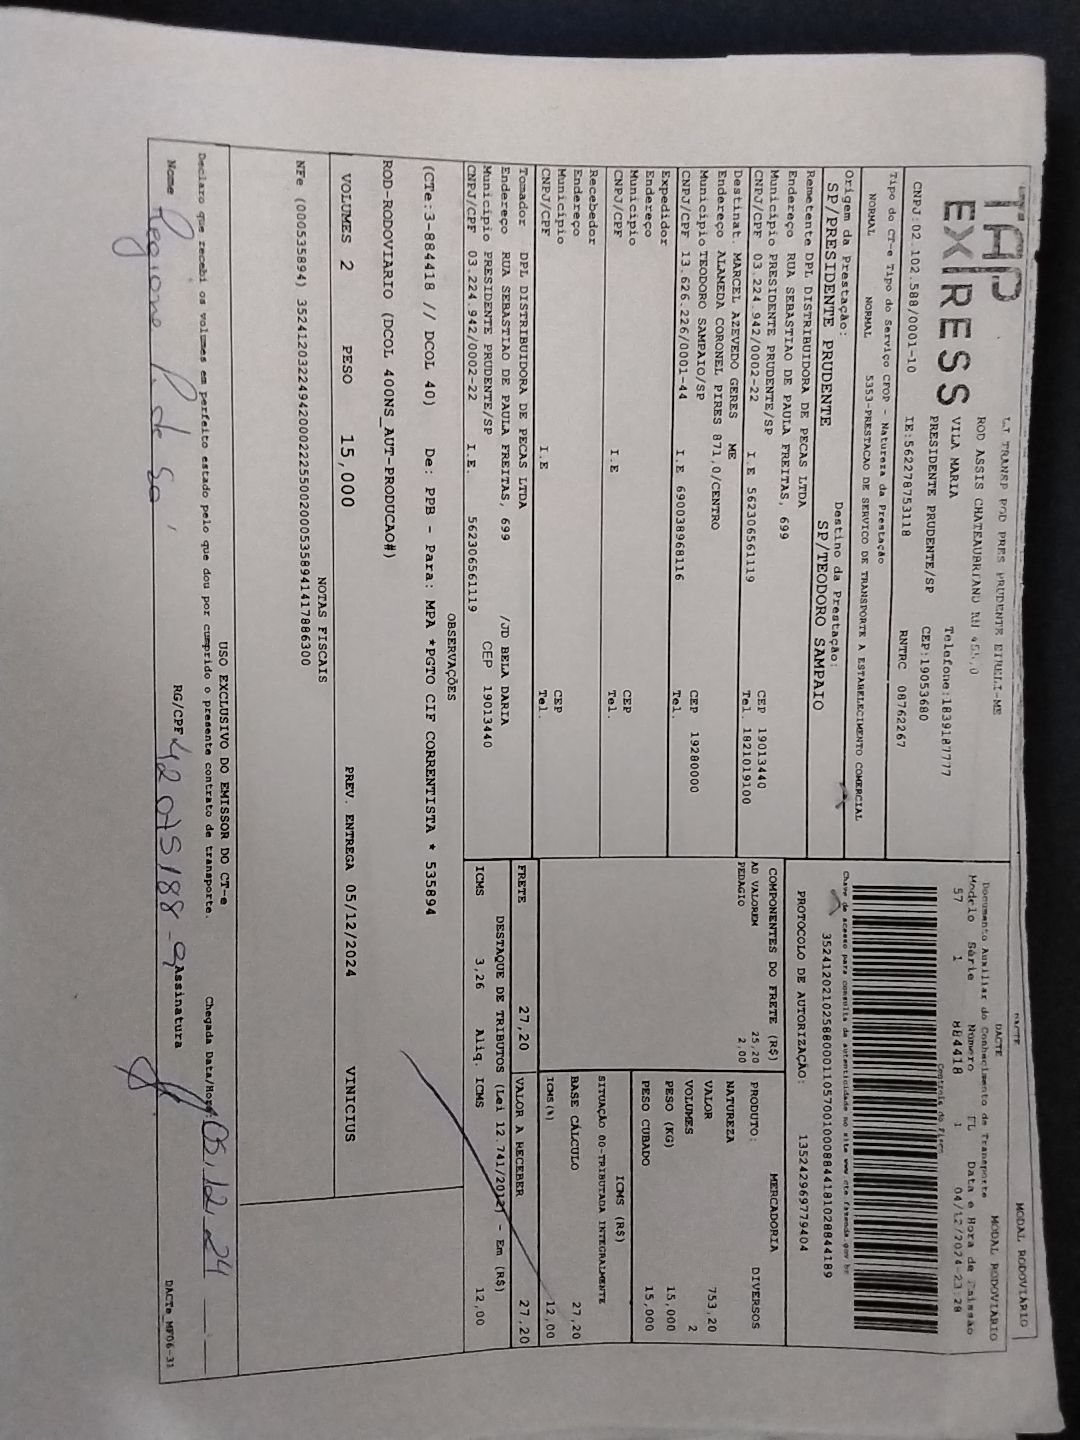 MODAL RODOVIÁRIO
TAP
EX|RESS
LJ TRANSP ROD PRES PRUDENTE EIRELI-ME
ROD ASSIS CHATEAUBRIAND
VILA MARIA
Telefone:1839187777
PRESIDENTE PRUDENTE/SP
CEP:19053680
CNPJ:02.102.588/0001-10
IE:562278753118
RNTRC 08762267
DACTE
Documento Auxiliar do Conhecimento de Transporte
MODAL RODOVIÁRIO
Modelo Série Número FL Data e Hora de Emissão
57 1 884418 1 04/12/2024-23:28
Controle do Fisco
Chave de acesso para consulta da autenticidade no site www.cte.fazenda.gov.br
35241202102588000110570010008844181028844189
PROTOCOLO DE AUTORIZAÇÃO: 135242969779404
Tipo do CT-e Tipo do Serviço CFOP - Natureza da Prestação
NORMAL NORMAL 5353-PRESTACAO DE SERVICO DE TRANSPORTE A ESTABELECIMENTO COMERCIAL
Origem da Prestação: Destino da Prestação:
SP/PRESIDENTE PRUDENTE SP/TEODORO SAMPAIO
Remetente DPL DISTRIBUIDORA DE PECAS LTDA
Endereço RUA SEBASTIAO DE PAULA FREITAS, 699
Município PRESIDENTE PRUDENTE/SP CEP 19013440
CNPJ/CPF 03.224.942/0002-22 I.E 562306561119 Tel. 1821019100
Destinat. MARCEL AZEVEDO GERES ME
Endereço ALAMEDA CORONEL PIRES 871,0/CENTRO
Município TEODORO SAMPAIO/SP CEP 19280000
CNPJ/CPF 13.626.226/0001-44 I.E 690038968116 Tel.
Expedidor
Endereço
Município CEP
CNPJ/CPF I.E Tel.
Recebedor
Endereço
Município CEP
CNPJ/CPF I.E Tel.
Tomador DPL DISTRIBUIDORA DE PECAS LTDA
Endereço RUA SEBASTIAO DE PAULA FREITAS, 699 /JD BELA DARIA
Município PRESIDENTE PRUDENTE/SP CEP 19013440
CNPJ/CPF 03.224.942/0002-22 I.E. 562306561119
COMPONENTES DO FRETE (R$)
AD VALOREM 25,20
PEDAGIO 2,00
MERCADORIA
PRODUTO: DIVERSOS
NATUREZA
VALOR 753,20
VOLUMES 2
PESO (KG) 15,000
PESO CUBADO 15,000
ICMS (R$)
SITUAÇÃO 00-TRIBUTADA INTEGRALMENTE
BASE CÁLCULO 27,20
ICMS(%) 12,00
FRETE 27,20 VALOR A RECEBER 27,20
DESTAQUE DE TRIBUTOS (Lei 12.741/2012) - Em (R$)
ICMS 3,26 Aliq. ICMS 12,00
OBSERVAÇÕES
(CTe:3-884418 // DCOL 40) De: PPB - Para: MPA *PGTO CIF CORRENTISTA * 535894
ROD-RODOVIARIO (DCOL 400NS_AUT-PRODUCAO#)
VOLUMES 2 PESO 15,000 PREV. ENTREGA 05/12/2024 VINICIUS
NOTAS FISCAIS
NFe (000535894) 35241203224942000222550020005358941417886300
USO EXCLUSIVO DO EMISSOR DO CT-e
Declaro que recebi os volumes em perfeito estado pelo que dou por cumprido o presente contrato de transporte. Chegada Data/Hora: 05,12,24
Nome Regiane P. de Sa RG/CPF Assinatura
DACTe_MF06-31